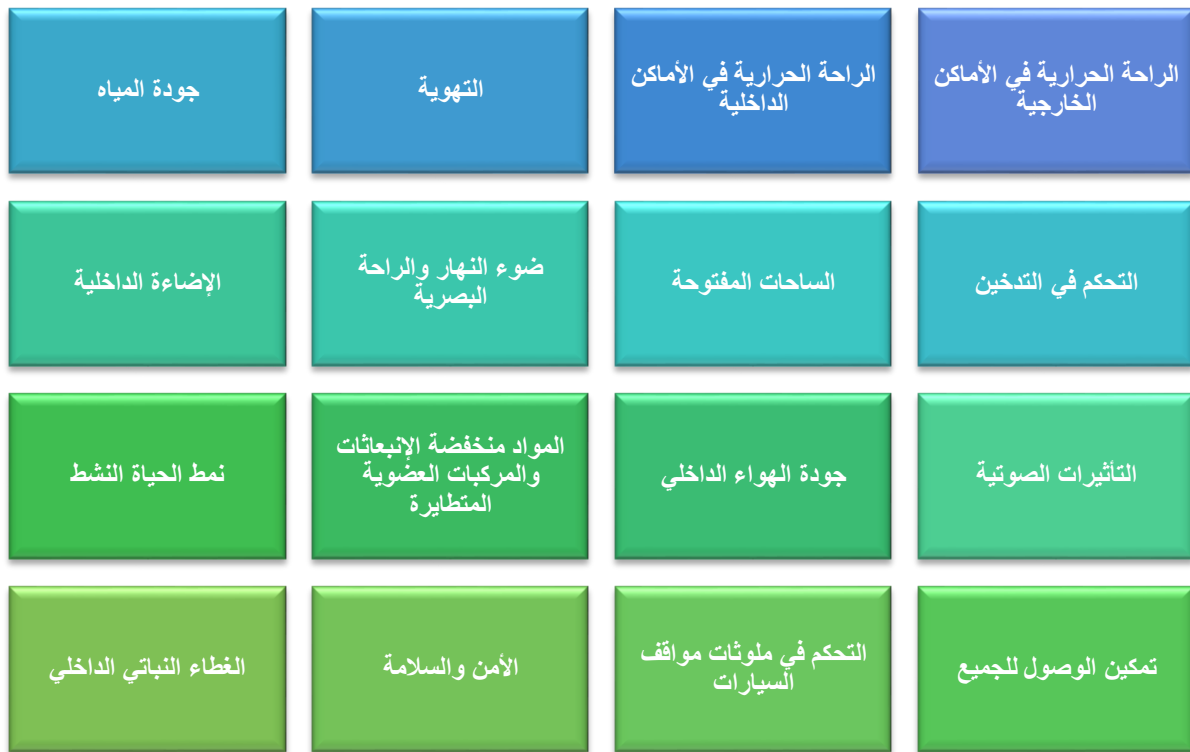 الراحة الحرارية في الأماكن
الخارجية
الراحة الحرارية في الأماكن
الداخلية
التهوية
جودة المياه
التحكم في التدخين
الساحات المفتوحة
ضوء النهار والراحة
البصرية
الإضاءة الداخلية
التأثيرات الصوتية
جودة الهواء الداخلي
المواد منخفضة الإنبعاثات
والمركبات العضوية
المتطايرة
نمط الحياة النشط
تمكين الوصول للجميع
التحكم في ملوثات مواقف
السيارات
الأمن والسلامة
الغطاء النباتي الداخلي